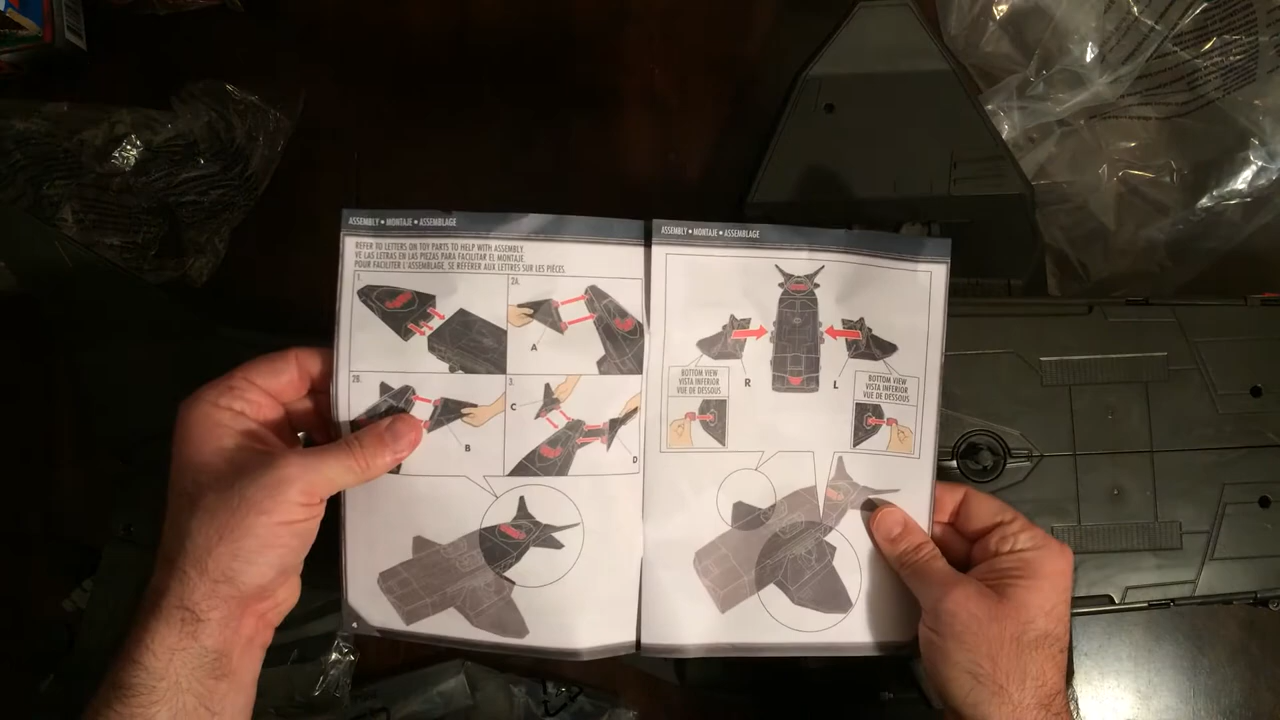 ASSEMBLY • MONTAJE • ASSEMBLAGE
REFER TO LETTERS ON TOY PARTS TO HELP WITH ASSEMBLY.
VE LAS LETRAS EN LAS PIEZAS PARA FACILITAR EL MONTAJE.
POUR FACILITER L'ASSEMBLAGE, SE RÉFÉRER AUX LETTRES SUR LES PIÈCES.
1.
2A.
A
2B.
B
3.
C
D
4
ASSEMBLY • MONTAJE • ASSEMBLAGE
R
L
BOTTOM VIEW
VISTA INFERIOR
VUE DE DESSOUS
BOTTOM VIEW
VISTA INFERIOR
VUE DE DESSOUS